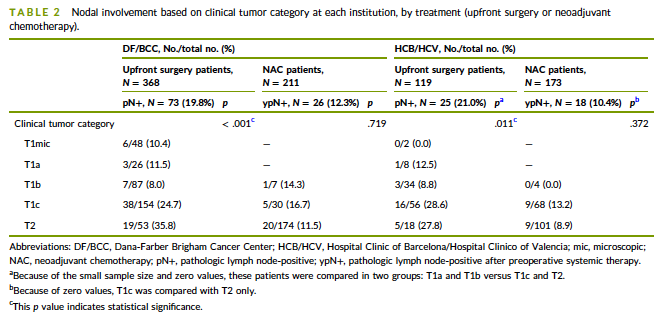 TABLE 2 Nodal involvement based on clinical tumor category at each institution, by treatment (upfront surgery or neoadjuvant
chemotherapy).
DF/BCC, No./total no. (%) HCB/HCV, No./total no. (%)
Upfront surgery patients, NAC patients, Upfront surgery patients, NAC patients,
N = 368 N = 211 N = 119 N = 173
pN+, N = 73 (19.8%) p ypN+, N = 26 (12.3%) p pN+, N = 25 (21.0%) pa ypN+, N = 18 (10.4%) pb
Clinical tumor category < .001c .719 .011c .372
T1mic 6/48 (10.4) — 0/2 (0.0) —
T1a 3/26 (11.5) — 1/8 (12.5) —
T1b 7/87 (8.0) 1/7 (14.3) 3/34 (8.8) 0/4 (0.0)
T1c 38/154 (24.7) 5/30 (16.7) 16/56 (28.6) 9/68 (13.2)
T2 19/53 (35.8) 20/174 (11.5) 5/18 (27.8) 9/101 (8.9)
Abbreviations: DF/BCC, Dana-Farber Brigham Cancer Center; HCB/HCV, Hospital Clinic of Barcelona/Hospital Clinico of Valencia; mic, microscopic;
NAC, neoadjuvant chemotherapy; pN+, pathologic lymph node-positive; ypN+, pathologic lymph node-positive after preoperative systemic therapy.
aBecause of the small sample size and zero values, these patients were compared in two groups: T1a and T1b versus T1c and T2.
bBecause of zero values, T1c was compared with T2 only.
cThis p value indicates statistical significance.